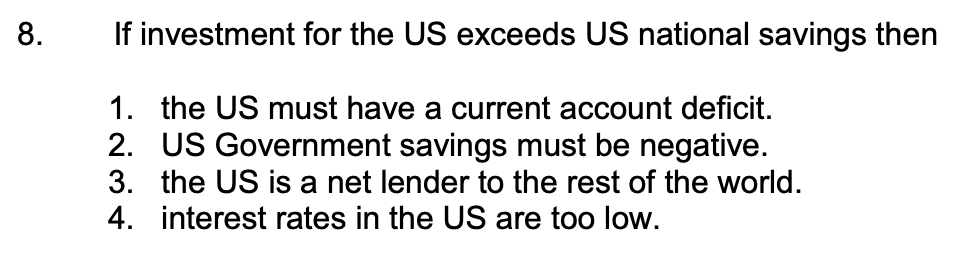 8. If investment for the US exceeds US national savings then
1. the US must have a current account deficit.
2. US Government savings must be negative.
3. the US is a net lender to the rest of the world.
4. interest rates in the US are too low.